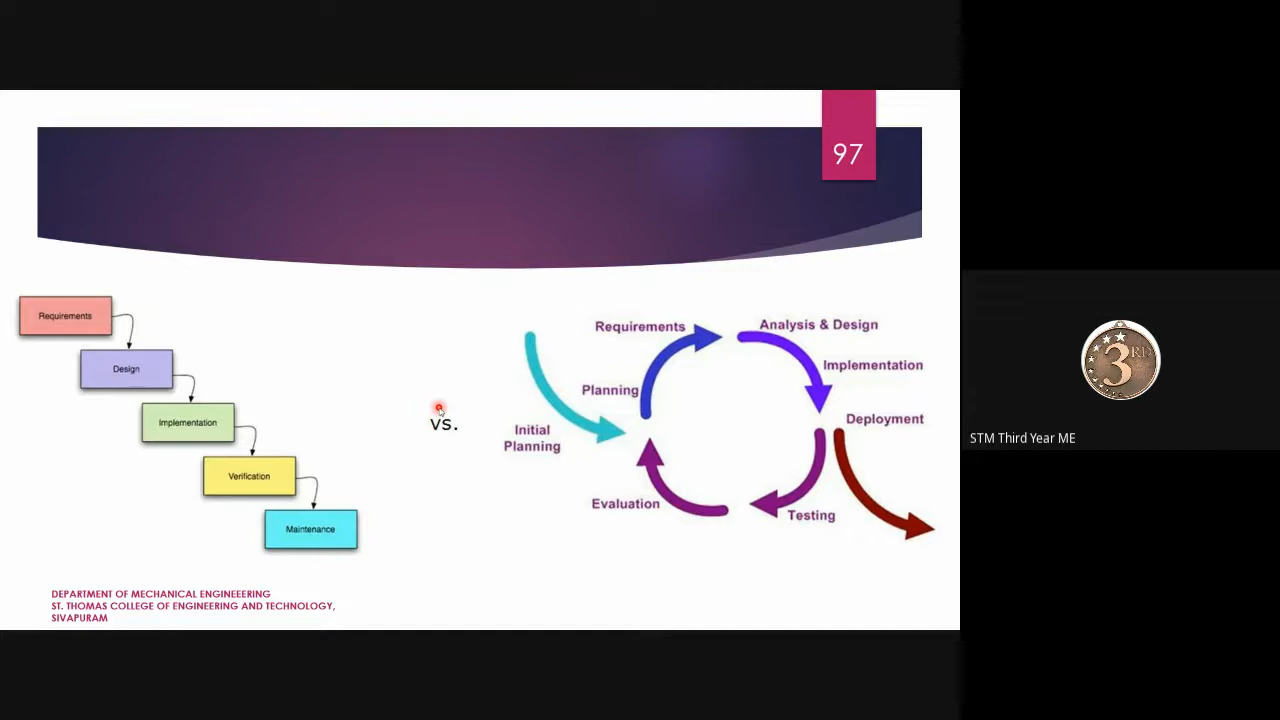 97
Requirements
Design
Implementation
Verification
Maintenance
vs.
Initial
Planning
Planning
Requirements
Analysis & Design
Implementation
Deployment
Testing
Evaluation
DEPARTMENT OF MECHANICAL ENGINEEERING
ST. THOMAS COLLEGE OF ENGINEERING AND TECHNOLOGY,
SIVAPURAM
3RD
STM Third Year ME